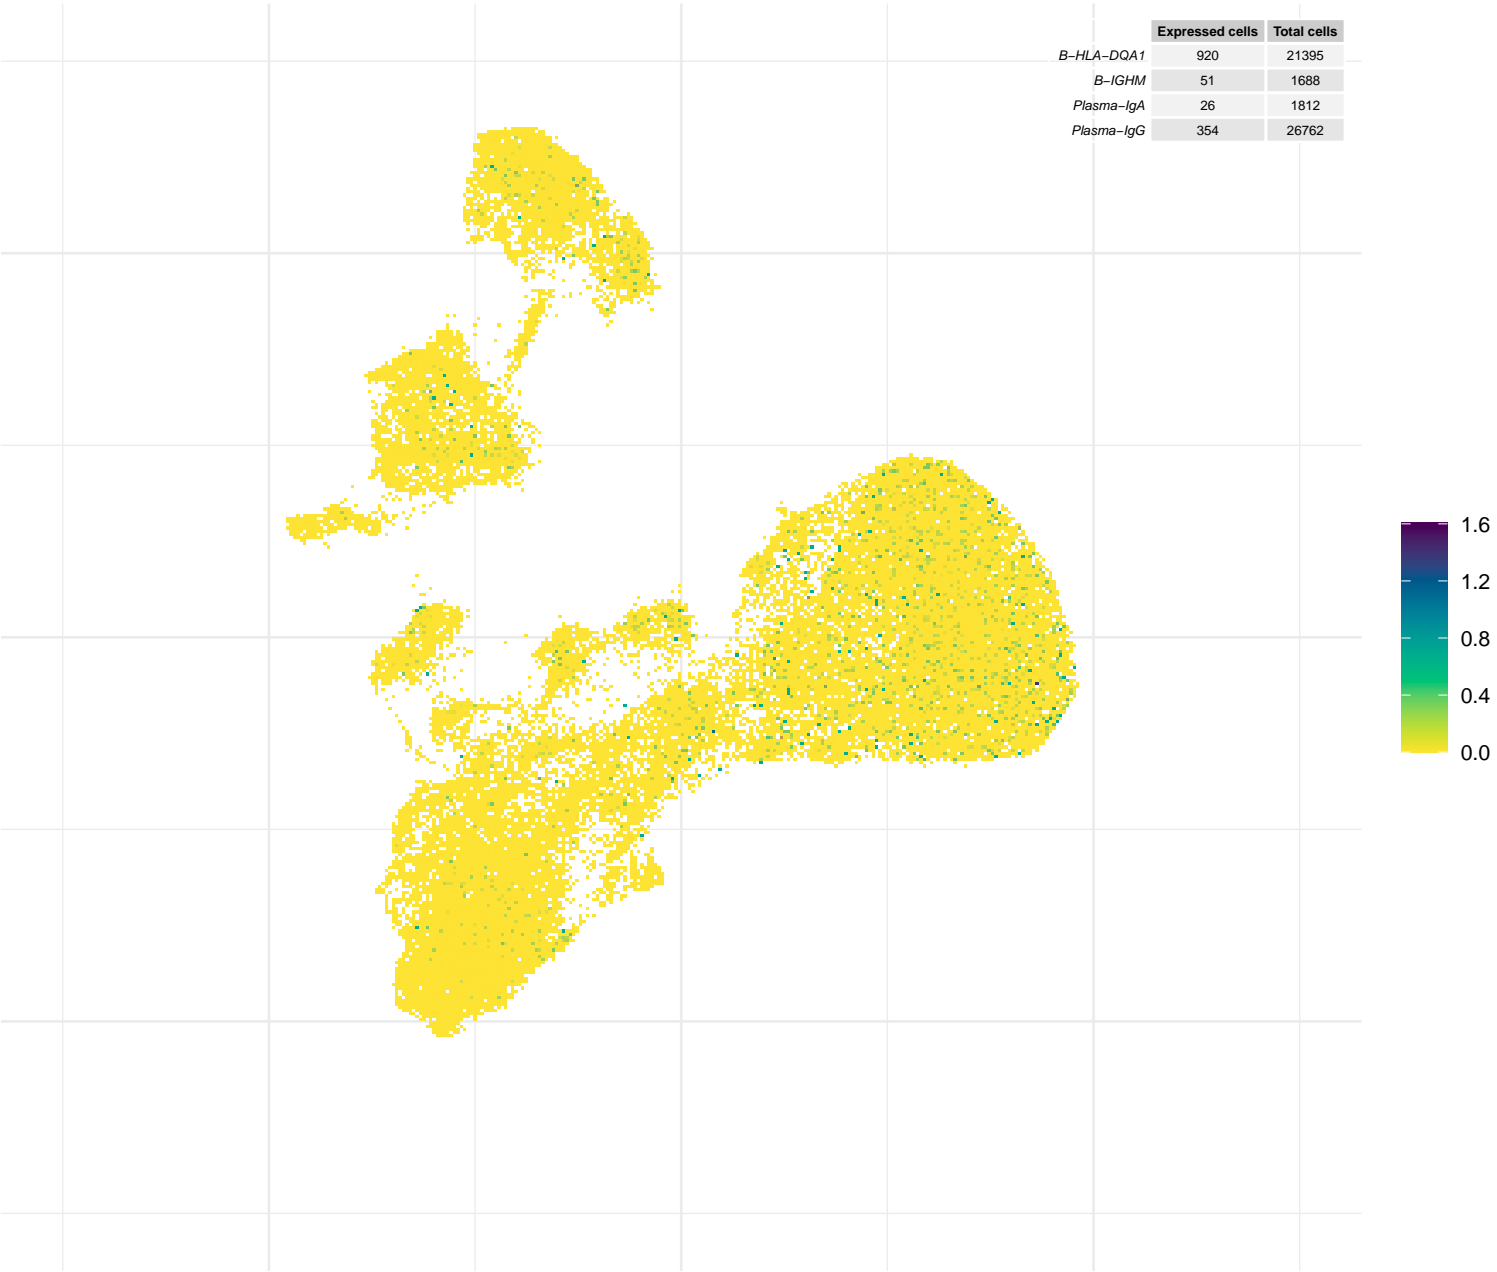 Expressed cells Total cells
B−HLA−DQA1 920 21395
B−IGHM 51 1688
Plasma−IgA 26 1812
Plasma−IgG 354 26762
1.6
1.2
0.8
0.4
0.0